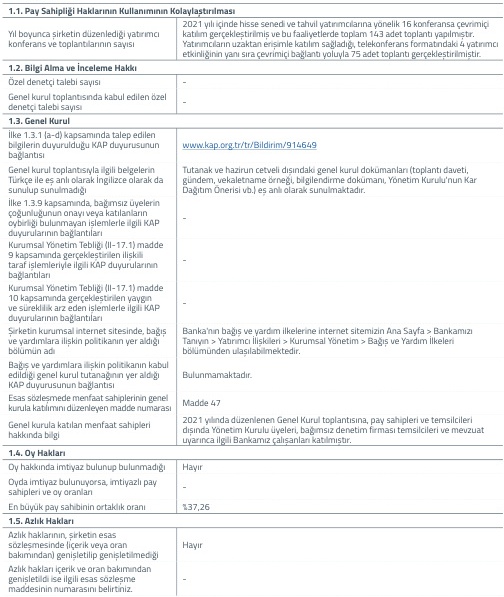 1.1. Pay Sahipliği Haklarının Kullanımının Kolaylaştırılması
Yıl boyunca şirketin düzenlediği yatırımcı
konferans ve toplantılarının sayısı
2021 yılı içinde hisse senedi ve tahvil yatırımcılarına yönelik 16 konferansa çevrimiçi
katılım gerçekleştirilmiş ve bu faaliyetlerde toplam 143 adet toplantı yapılmıştır.
Yatırımcıların uzaktan erişimle katılım sağladığı, telekonferans formatındaki 4 yatırımcı
etkinliğinin yanı sıra çevrimiçi bağlantı yoluyla 75 adet toplantı gerçekleştirilmiştir.
1.2. Bilgi Alma ve İnceleme Hakkı
Özel denetçi talebi sayısı
-
Genel kurul toplantısında kabul edilen özel
denetçi talebi sayısı
-
1.3. Genel Kurul
İlke 1.3.1 (a-d) kapsamında talep edilen
bilgilerin duyurulduğu KAP duyurusunun
bağlantısı
www.kap.org.tr/tr/Bildirim/914649
Genel kurul toplantısıyla ilgili belgelerin
Türkçe ile eş anlı olarak İngilizce olarak da
sunulup sunulmadığı
Tutanak ve hazirun cetveli dışındaki genel kurul dokümanları (toplantı daveti,
gündem, vekaletname örneği, bilgilendirme dokümanı, Yönetim Kurulu'nun Kar
Dağıtım Önerisi vb.) eş anlı olarak sunulmaktadır.
İlke 1.3.9 kapsamında, bağımsız üyelerin
çoğunluğunun onayı veya katılanların
oybirliği bulunmayan işlemlerle ilgili KAP
duyurularının bağlantıları
-
Kurumsal Yönetim Tebliği (II-17.1) madde
9 kapsamında gerçekleştirilen ilişkili
taraf işlemleriyle ilgili KAP duyurularının
bağlantıları
-
Kurumsal Yönetim Tebliği (II-17.1) madde
10 kapsamında gerçekleştirilen yaygın
ve süreklilik arz eden işlemlerle ilgili KAP
duyurularının bağlantıları
-
Şirketin kurumsal internet sitesinde, bağış
ve yardımlara ilişkin politikanın yer aldığı
bölümün adı
Banka'nın bağış ve yardım ilkelerine internet sitemizin Ana Sayfa > Bankamızı
Tanıyın > Yatırımcı İlişkileri > Kurumsal Yönetim > Bağış ve Yardım İlkeleri
bölümünden ulaşılabilmektedir.
Bağış ve yardımlara ilişkin politikanın kabul
edildiği genel kurul tutanağının yer aldığı
KAP duyurusunun bağlantısı
Bulunmamaktadır.
Esas sözleşmede menfaat sahiplerinin genel
kurula katılımını düzenleyen madde numarası
Madde 47
Genel kurula katılan menfaat sahipleri
hakkında bilgi
2021 yılında düzenlenen Genel Kurul toplantısına, pay sahipleri ve temsilcileri
dışında Yönetim Kurulu üyeleri, bağımsız denetim firması temsilcileri ve mevzuat
uyarınca ilgili Bankamız çalışanları katılmıştır.
1.4. Oy Hakları
Oy hakkında imtiyaz bulunup bulunmadığı
Hayır
Oyda imtiyaz bulunuyorsa, imtiyazlı pay
sahipleri ve oy oranları
-
En büyük pay sahibinin ortaklık oranı
%37,26
1.5. Azlık Hakları
Azlık haklarının, şirketin esas
sözleşmesinde (içerik veya oran
bakımından) genişletilip genişletilmediği
Hayır
Azlık hakları içerik ve oran bakımından
genişletildi ise ilgili esas sözleşme
maddesinin numarasını belirtiniz.
-